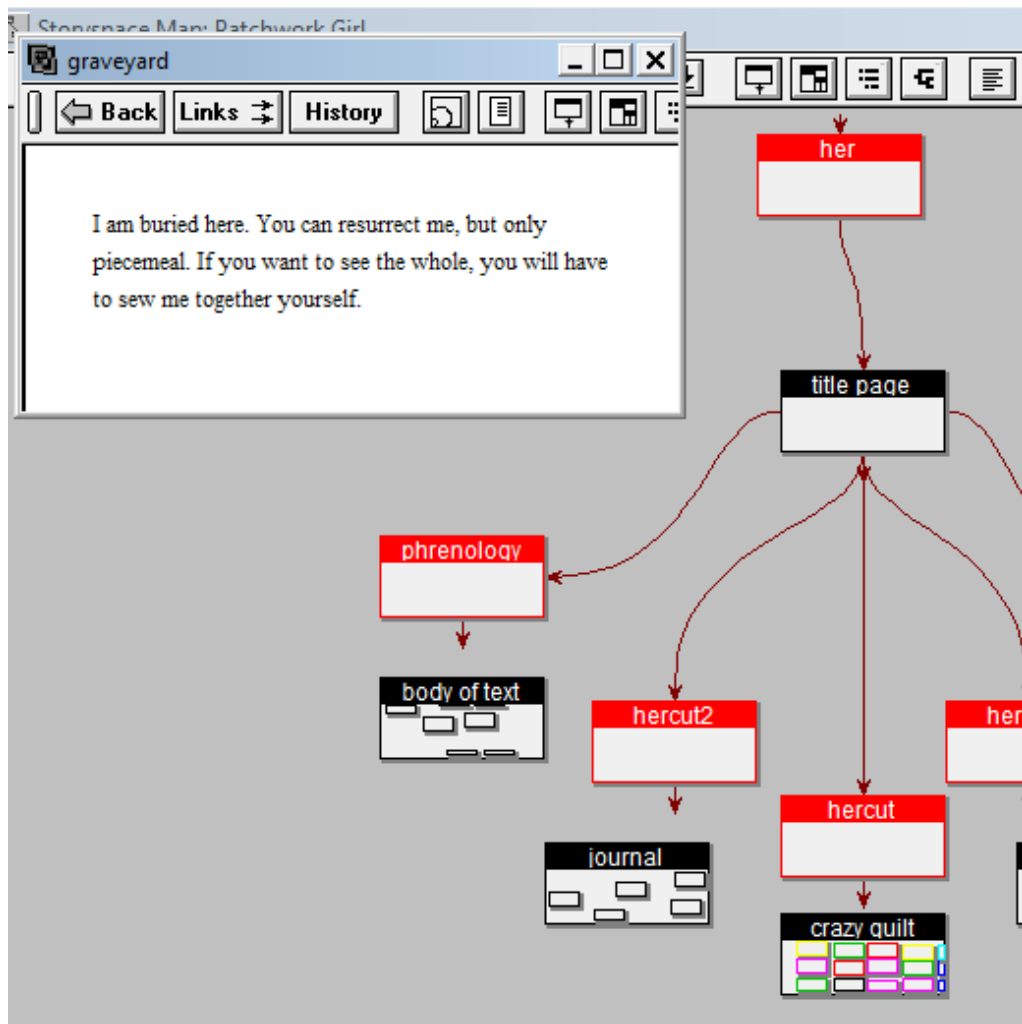 Storyspace Map: Patchwork Girl
graveyard
Back Links History
I am buried here. You can resurrect me, but only
piecemeal. If you want to see the whole, you will have
to sew me together yourself.
her
title page
phrenology
body of text
hercut2
her
hercut
journal
crazy quilt